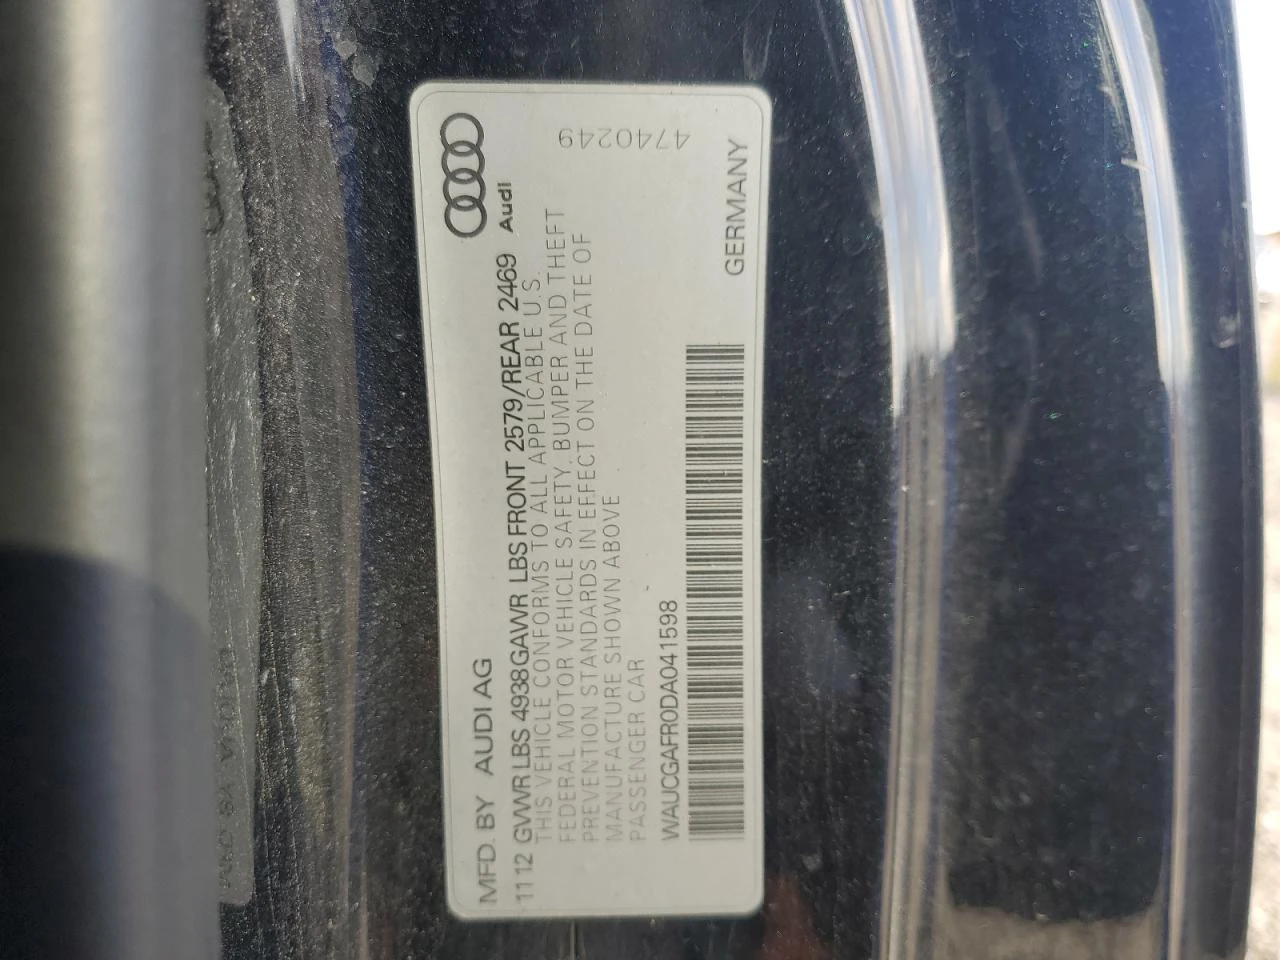 MFD. BY AUDI AG
Audi
11 12 GVWR LBS 4938 GAWR LBS FRONT 2579/REAR 2469
THIS VEHICLE CONFORMS TO ALL APPLICABLE U.S.
FEDERAL MOTOR VEHICLE SAFETY. BUMPER AND THEFT
PREVENTION STANDARDS IN EFFECT ON THE DATE OF
MANUFACTURE SHOWN ABOVE
PASSENGER CAR
4740249
WAUCGAFR0DA041598
GERMANY